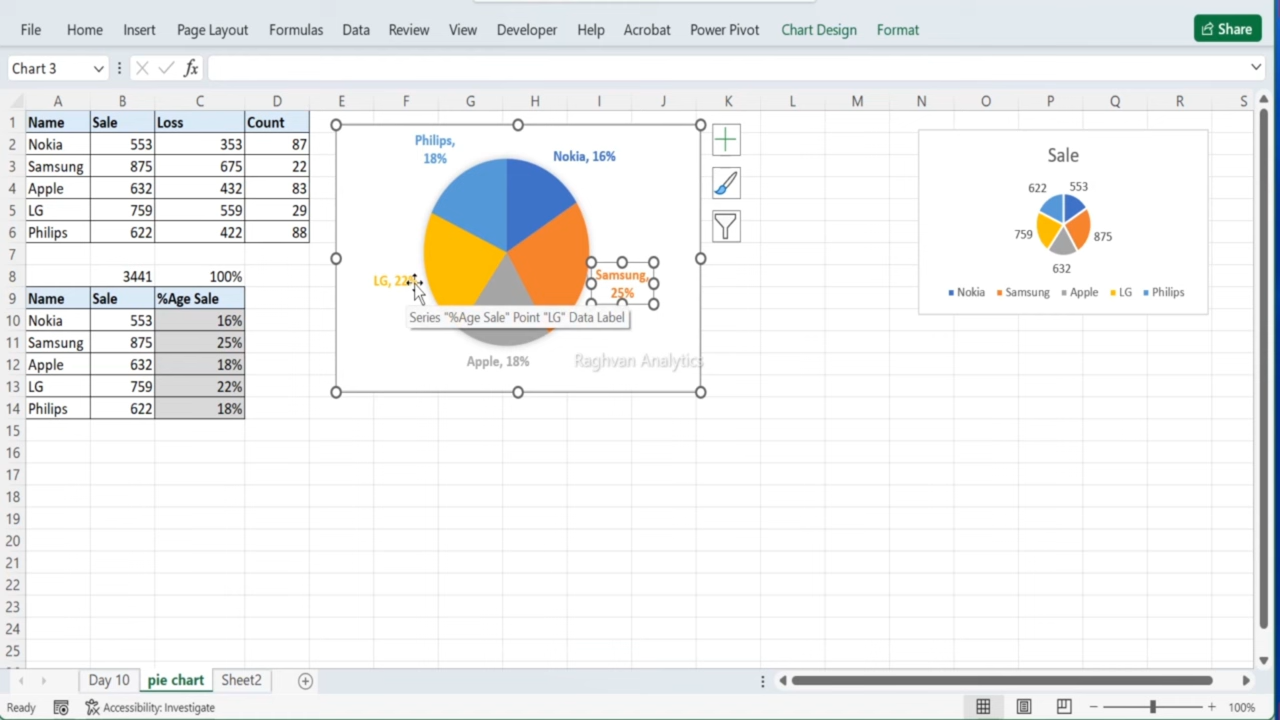 File Home Insert Page Layout Formulas Data Review View Developer Help Acrobat Power Pivot Chart Design Format Share
Chart 3 fx
A B C D E F G H I J K L M N O P Q R S
1 Name Sale Loss Count
2 Nokia 553 353 87
3 Samsung 875 675 22
4 Apple 632 432 83
5 LG 759 559 29
6 Philips 622 422 88
7
8 3441 100%
9 Name Sale %Age Sale
10 Nokia 553 16%
11 Samsung 875 25%
12 Apple 632 18%
13 LG 759 22%
14 Philips 622 18%
15
16
17
18
19
20
21
22
23
24
25
Philips,
18%
Nokia, 16%
Samsung,
25%
LG, 22%
Series "%Age Sale" Point "LG" Data Label
Apple, 18%
Raghvan Analytics
Sale
622 553
759 875
632
Nokia Samsung Apple LG Philips
Day 10 pie chart Sheet2
Ready Accessibility: Investigate 100%